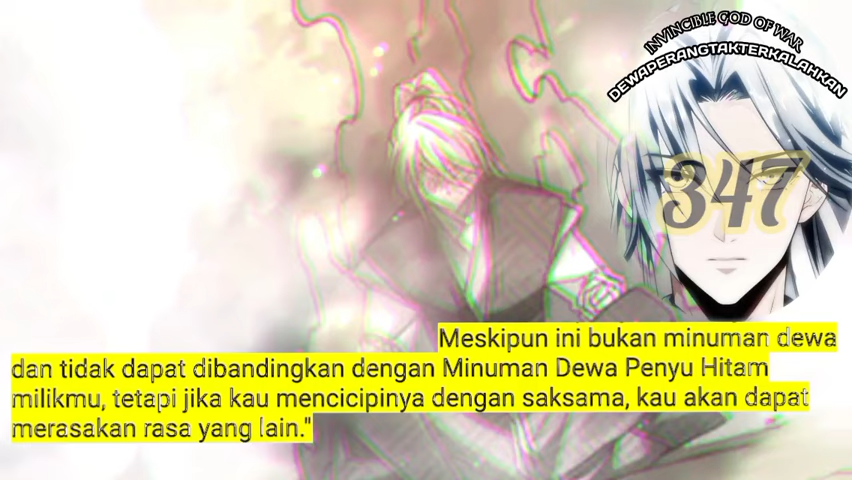 INVINCIBLE GOD OF WAR
DEWAPERANGTAKTERKALAHKAN
347
Meskipun ini bukan minuman dewa
dan tidak dapat dibandingkan dengan Minuman Dewa Penyu Hitam
milikmu, tetapi jika kau mencicipinya dengan saksama, kau akan dapat
merasakan rasa yang lain."